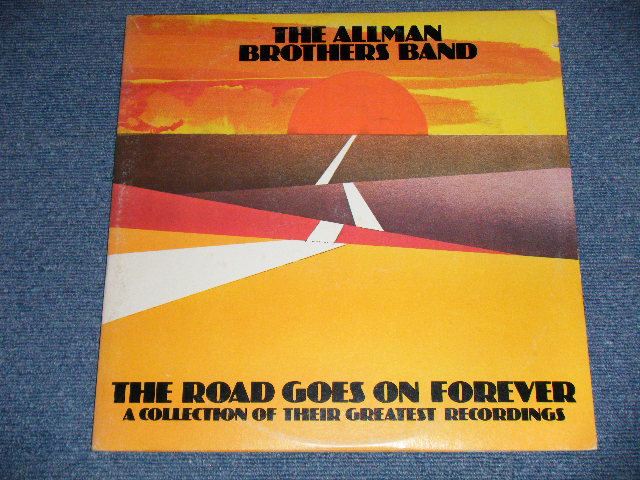 THE ALLMAN
BROTHERS BAND
THE ROAD GOES ON FOREVER
A COLLECTION OF THEIR GREATEST RECORDINGS